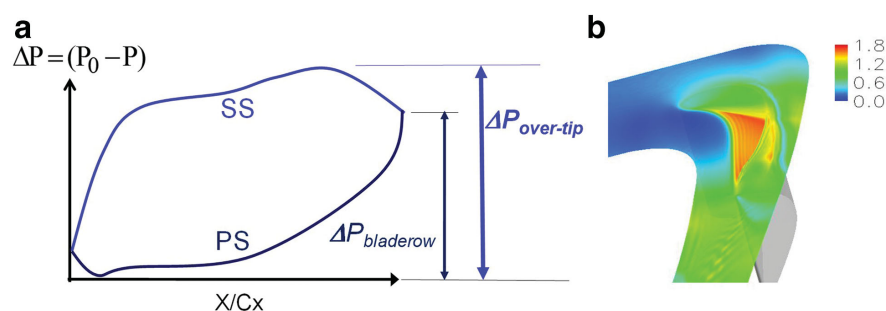 a
ΔP=(P0 –P)
SS
PS
X/Cx
ΔPbladerow
ΔPover-tip
b
1.8
1.2
0.6
0.0